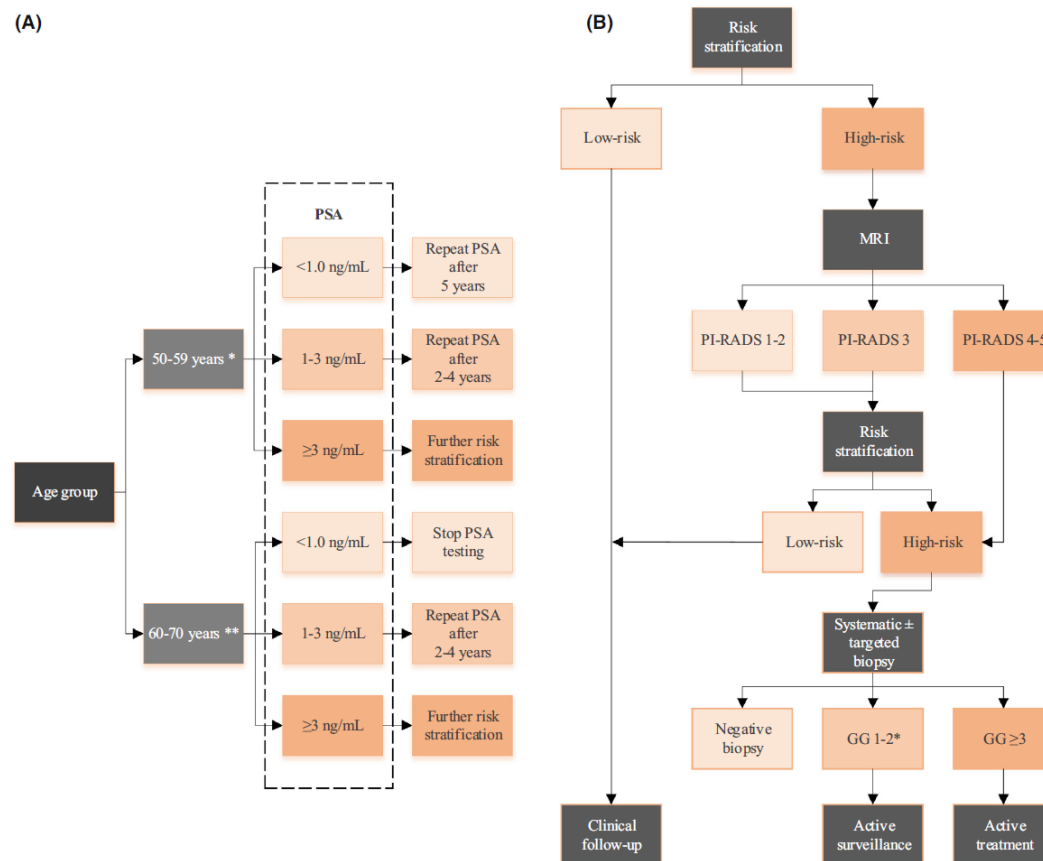 (A)
PSA
Age group
50-59 years *
<1.0 ng/mL
Repeat PSA
after
5 years
1-3 ng/mL
Repeat PSA
after
2-4 years
≥3 ng/mL
Further risk
stratification
60-70 years **
<1.0 ng/mL
Stop PSA
testing
1-3 ng/mL
Repeat PSA
after
2-4 years
≥3 ng/mL
Further risk
stratification
(B)
Risk
stratification
Low-risk
High-risk
MRI
PI-RADS 1-2
PI-RADS 3
PI-RADS 4-5
Risk
stratification
Low-risk
High-risk
Systematic ±
targeted
biopsy
Negative
biopsy
GG 1-2*
GG ≥3
Clinical
follow-up
Active
surveillance
Active
treatment